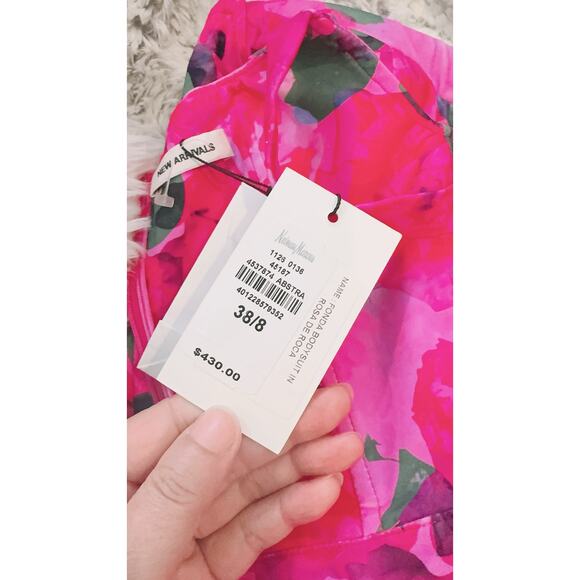 NEW ARRIVALS
Neiman Marcus
1126 0136
45187
4537874 ABSTRA
401228579352
38/8
$430.00
NAME FONDA BODYSUIT IN
ROSA DE ROCA